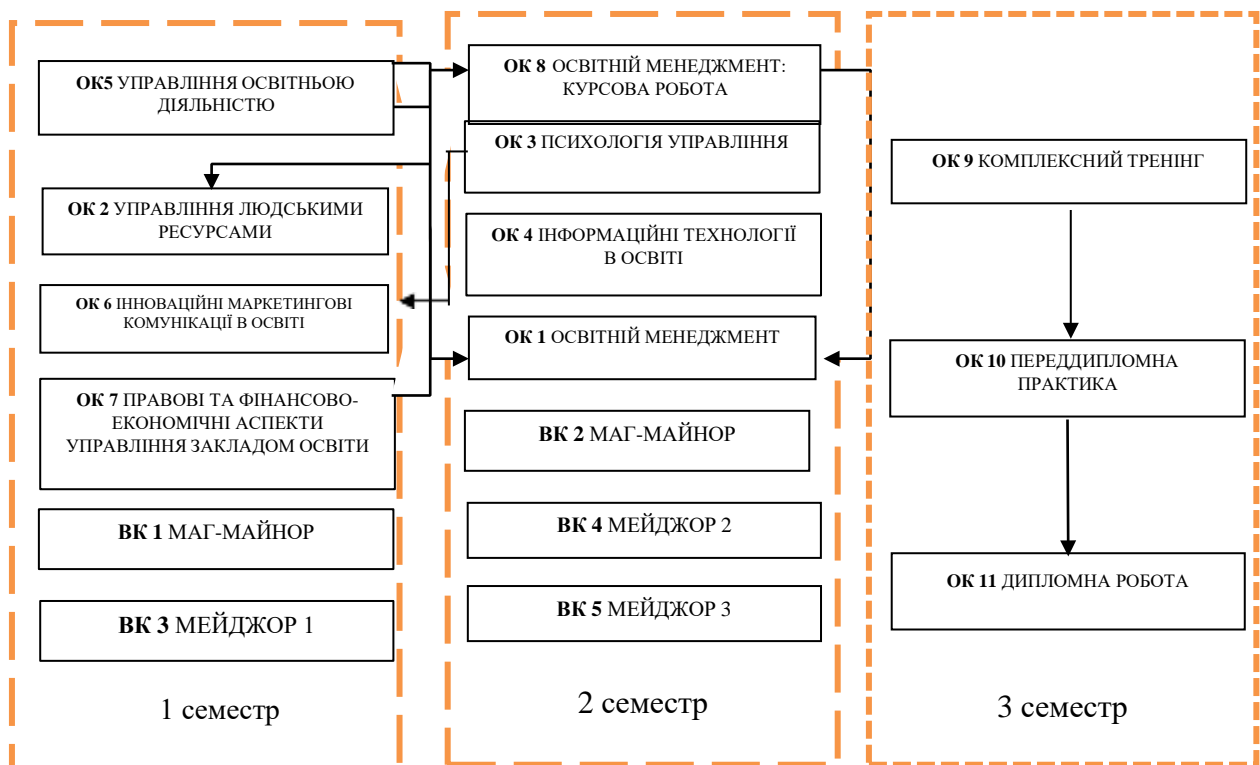 ОК5 УПРАВЛІННЯ ОСВІТНЬОЮ
ДІЯЛЬНІСТЮ
ОК 2 УПРАВЛІННЯ ЛЮДСЬКИМИ
РЕСУРСАМИ
ОК 6 ІННОВАЦІЙНІ МАРКЕТИНГОВІ
КОМУНІКАЦІЇ В ОСВІТІ
ОК 7 ПРАВОВІ ТА ФІНАНСОВО-
ЕКОНОМІЧНІ АСПЕКТИ
УПРАВЛІННЯ ЗАКЛАДОМ ОСВІТИ
ВК 1 МАГ-МАЙНОР
ВК 3 МЕЙДЖОР 1
1 семестр
ОК 8 ОСВІТНІЙ МЕНЕДЖМЕНТ:
КУРСОВА РОБОТА
ОК 3 ПСИХОЛОГІЯ УПРАВЛІННЯ
ОК 4 ІНФОРМАЦІЙНІ ТЕХНОЛОГІЇ
В ОСВІТІ
ОК 1 ОСВІТНІЙ МЕНЕДЖМЕНТ
ВК 2 МАГ-МАЙНОР
ВК 4 МЕЙДЖОР 2
ВК 5 МЕЙДЖОР 3
2 семестр
ОК 9 КОМПЛЕКСНИЙ ТРЕНІНГ
ОК 10 ПЕРЕДДИПЛОМНА
ПРАКТИКА
ОК 11 ДИПЛОМНА РОБОТА
3 семестр